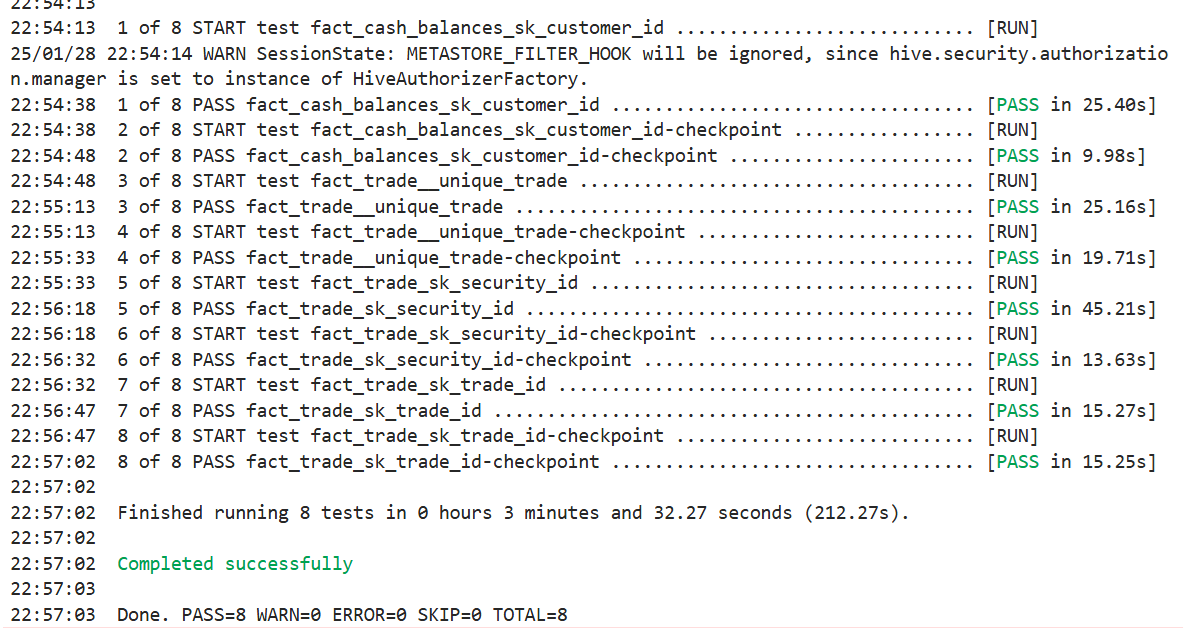 22:54:13
22:54:13  1 of 8 START test fact_cash_balances_sk_customer_id ............................ [RUN]
25/01/28 22:54:14 WARN SessionState: METASTORE_FILTER_HOOK will be ignored, since hive.security.authorizatio
n.manager is set to instance of HiveAuthorizerFactory.
22:54:38  1 of 8 PASS fact_cash_balances_sk_customer_id .................................. [PASS in 25.40s]
22:54:38  2 of 8 START test fact_cash_balances_sk_customer_id-checkpoint ................. [RUN]
22:54:48  2 of 8 PASS fact_cash_balances_sk_customer_id-checkpoint ....................... [PASS in 9.98s]
22:54:48  3 of 8 START test fact_trade__unique_trade ..................................... [RUN]
22:55:13  3 of 8 PASS fact_trade__unique_trade ........................................... [PASS in 25.16s]
22:55:13  4 of 8 START test fact_trade__unique_trade-checkpoint .......................... [RUN]
22:55:33  4 of 8 PASS fact_trade__unique_trade-checkpoint ................................ [PASS in 19.71s]
22:55:33  5 of 8 START test fact_trade_sk_security_id .................................... [RUN]
22:56:18  5 of 8 PASS fact_trade_sk_security_id .......................................... [PASS in 45.21s]
22:56:18  6 of 8 START test fact_trade_sk_security_id-checkpoint ......................... [RUN]
22:56:32  6 of 8 PASS fact_trade_sk_security_id-checkpoint ............................... [PASS in 13.63s]
22:56:32  7 of 8 START test fact_trade_sk_trade_id ....................................... [RUN]
22:56:47  7 of 8 PASS fact_trade_sk_trade_id ............................................. [PASS in 15.27s]
22:56:47  8 of 8 START test fact_trade_sk_trade_id-checkpoint ............................ [RUN]
22:57:02  8 of 8 PASS fact_trade_sk_trade_id-checkpoint .................................. [PASS in 15.25s]
22:57:02
22:57:02  Finished running 8 tests in 0 hours 3 minutes and 32.27 seconds (212.27s).
22:57:02
22:57:02  Completed successfully
22:57:03
22:57:03  Done. PASS=8 WARN=0 ERROR=0 SKIP=0 TOTAL=8